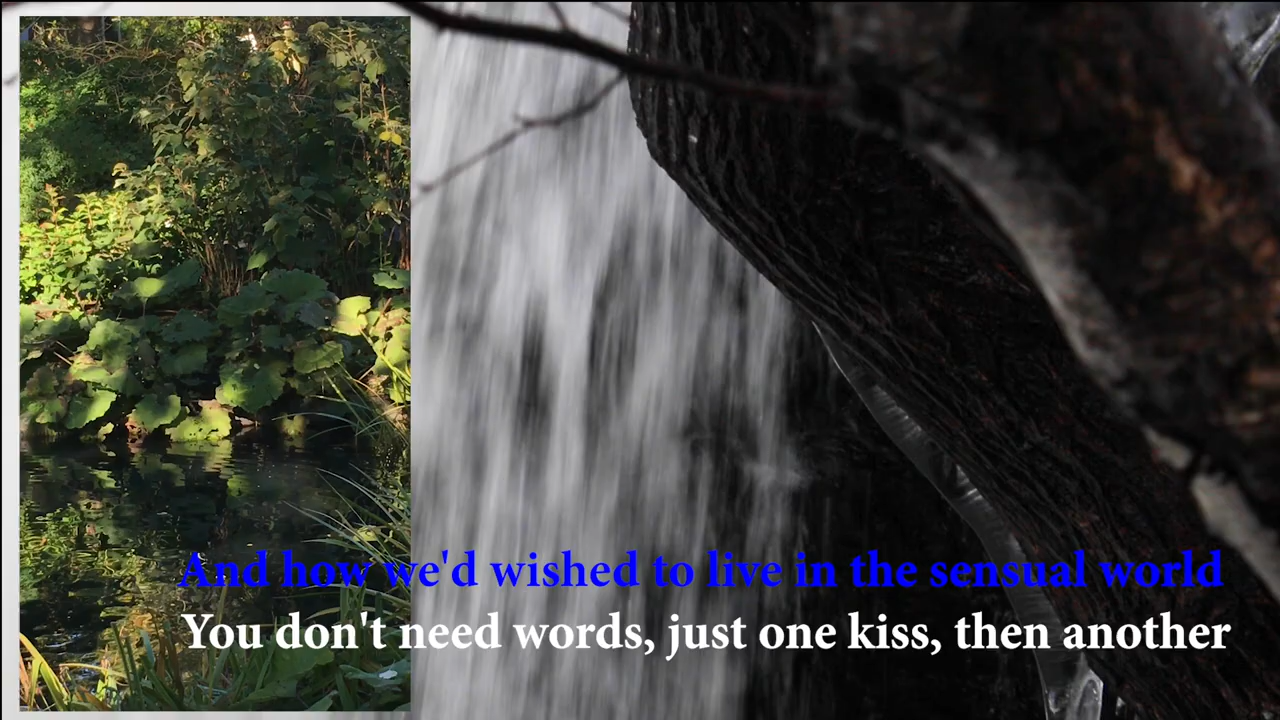 And how we'd wished to live in the sensual world
You don't need words, just one kiss, then another